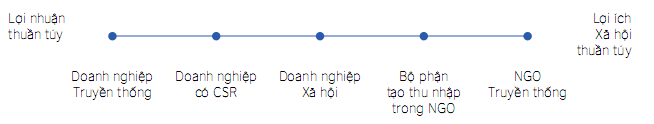 Lợi nhuận
thuần túy
Lợi ích
Xã hội
thuần túy
Doanh nghiệp
Truyền thống
Doanh nghiệp
có CSR
Doanh nghiệp
Xã hội
Bộ phận
tạo thu nhập
trong NGO
NGO
Truyền thống